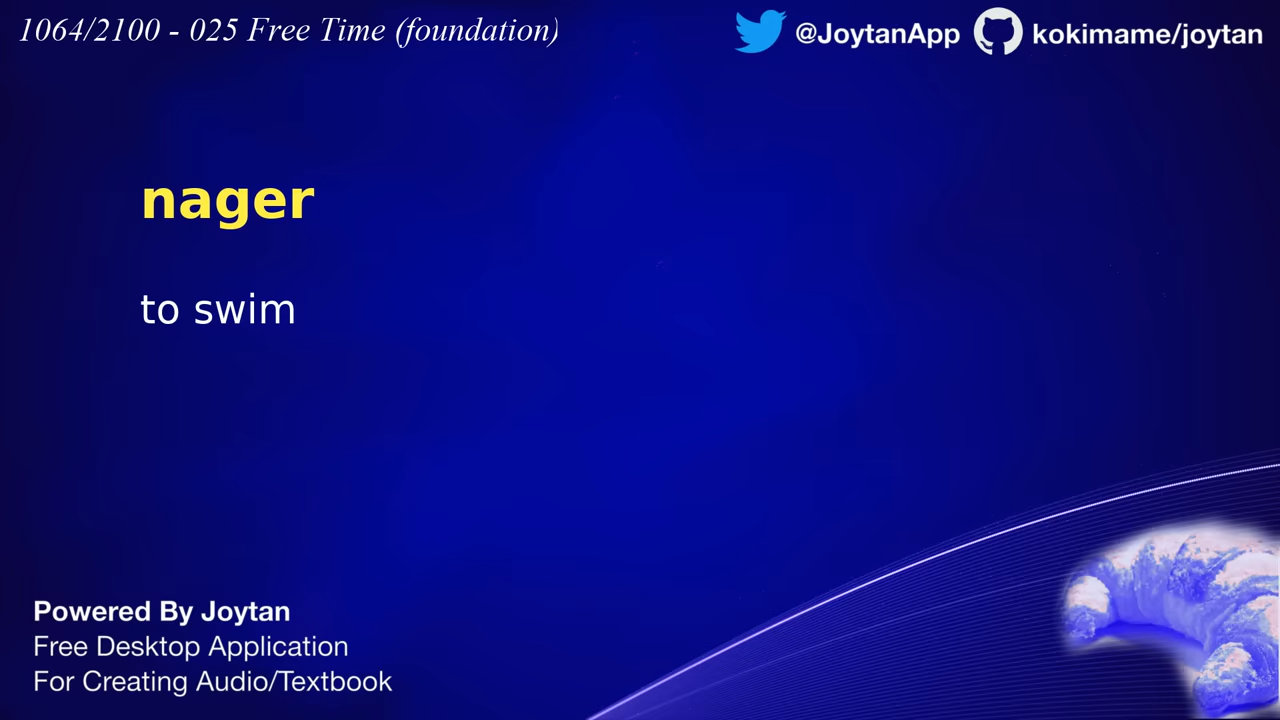 1064/2100 - 025 Free Time (foundation)
@JoytanApp kokimame/joytan
nager
to swim
Powered By Joytan
Free Desktop Application
For Creating Audio/Textbook